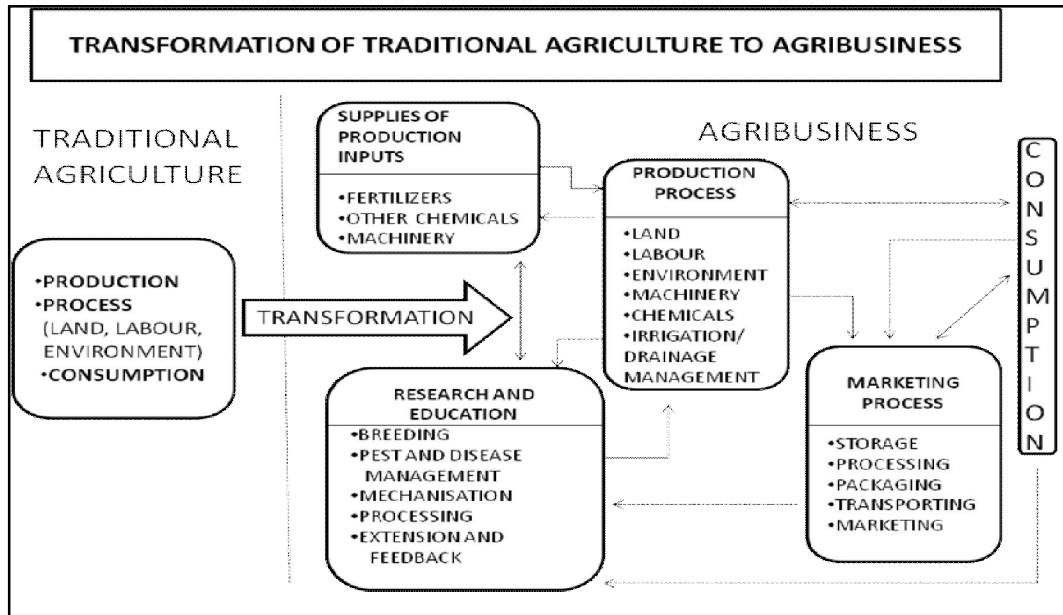 TRANSFORMATION OF TRADITIONAL AGRICULTURE TO AGRIBUSINESS
TRADITIONAL
AGRICULTURE
•PRODUCTION
•PROCESS
(LAND, LABOUR,
ENVIRONMENT)
•CONSUMPTION
TRANSFORMATION
SUPPLIES OF
PRODUCTION
INPUTS
•FERTILIZERS
•OTHER CHEMICALS
•MACHINERY
RESEARCH AND
EDUCATION
•BREEDING
•PEST AND DISEASE
MANAGEMENT
•MECHANISATION
•PROCESSING
•EXTENSION AND
FEEDBACK
AGRIBUSINESS
PRODUCTION
PROCESS
•LAND
•LABOUR
•ENVIRONMENT
•MACHINERY
•CHEMICALS
•IRRIGATION/
DRAINAGE
MANAGEMENT
MARKETING
PROCESS
•STORAGE
•PROCESSING
•PACKAGING
•TRANSPORTING
•MARKETING
CONSUMPTION